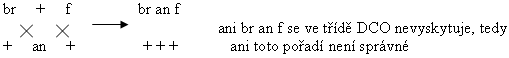 br + f
br an f
+ an +
+ + +
ani br an f se ve třídě DCO nevyskytuje, tedy
ani toto pořadí není správné